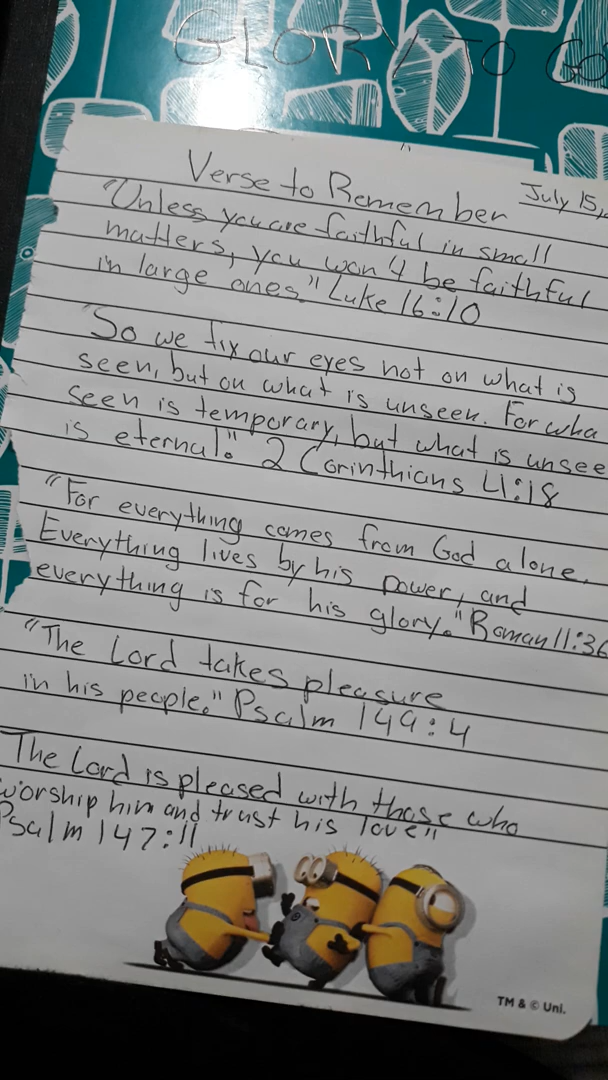 GLORY TO GO
Verse to Remember
July 15,
"Unless you are faithful in small
matters, you won't be faithful
in large ones." Luke 16:10
"So we fix our eyes not on what is
seen, but on what is unseen. For wha
seen is temporary, but what is unsee
is eternal." 2 Corinthians 4:18
"For everything comes from God alone.
Everything lives by his power, and
everything is for his glory." Roman 11:36
"The Lord takes pleasure
in his people." Psalm 149:4
The Lord is pleased with those who
worship him and trust his love"
Psalm 147:11
TM & © Uni.